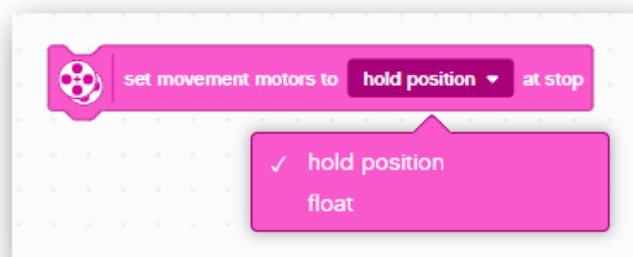 set movement motors to hold position at stop
hold position
float